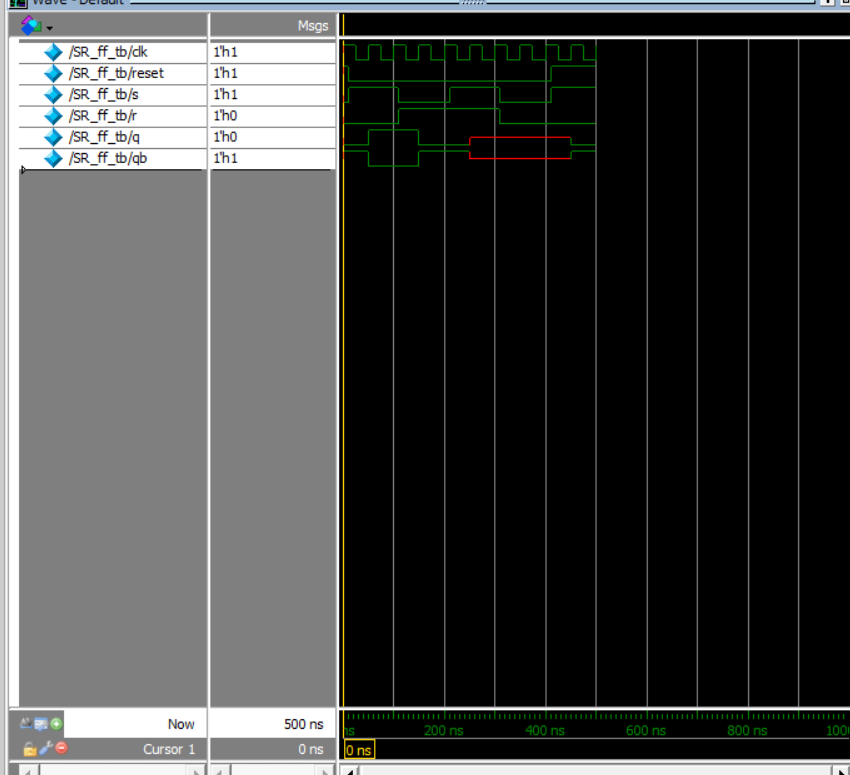 Wave - Default
Msgs
/SR_ff_tb/clk 1'h1
/SR_ff_tb/reset 1'h1
/SR_ff_tb/s 1'h1
/SR_ff_tb/r 1'h0
/SR_ff_tb/q 1'h0
/SR_ff_tb/qb 1'h1
Now 500 ns ns 200 ns 400 ns 600 ns 800 ns 100
Cursor 1 0 ns 0 ns